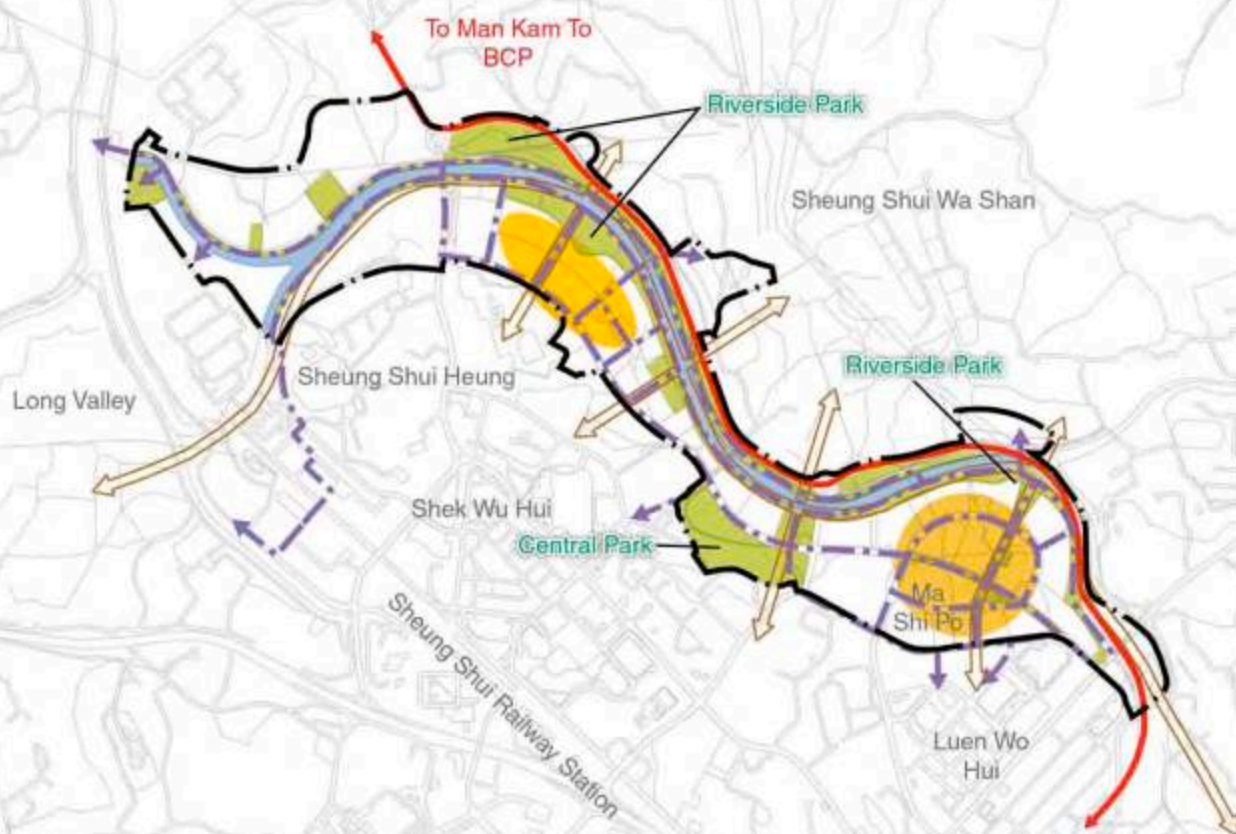 To Man Kam To
BCP
Riverside Park
Sheung Shui Wa Shan
Riverside Park
Sheung Shui Heung
Long Valley
Shek Wu Hui
Central Park
Ma
Shi Po
Sheung Shui Railway Station
Luen Wo
Hui